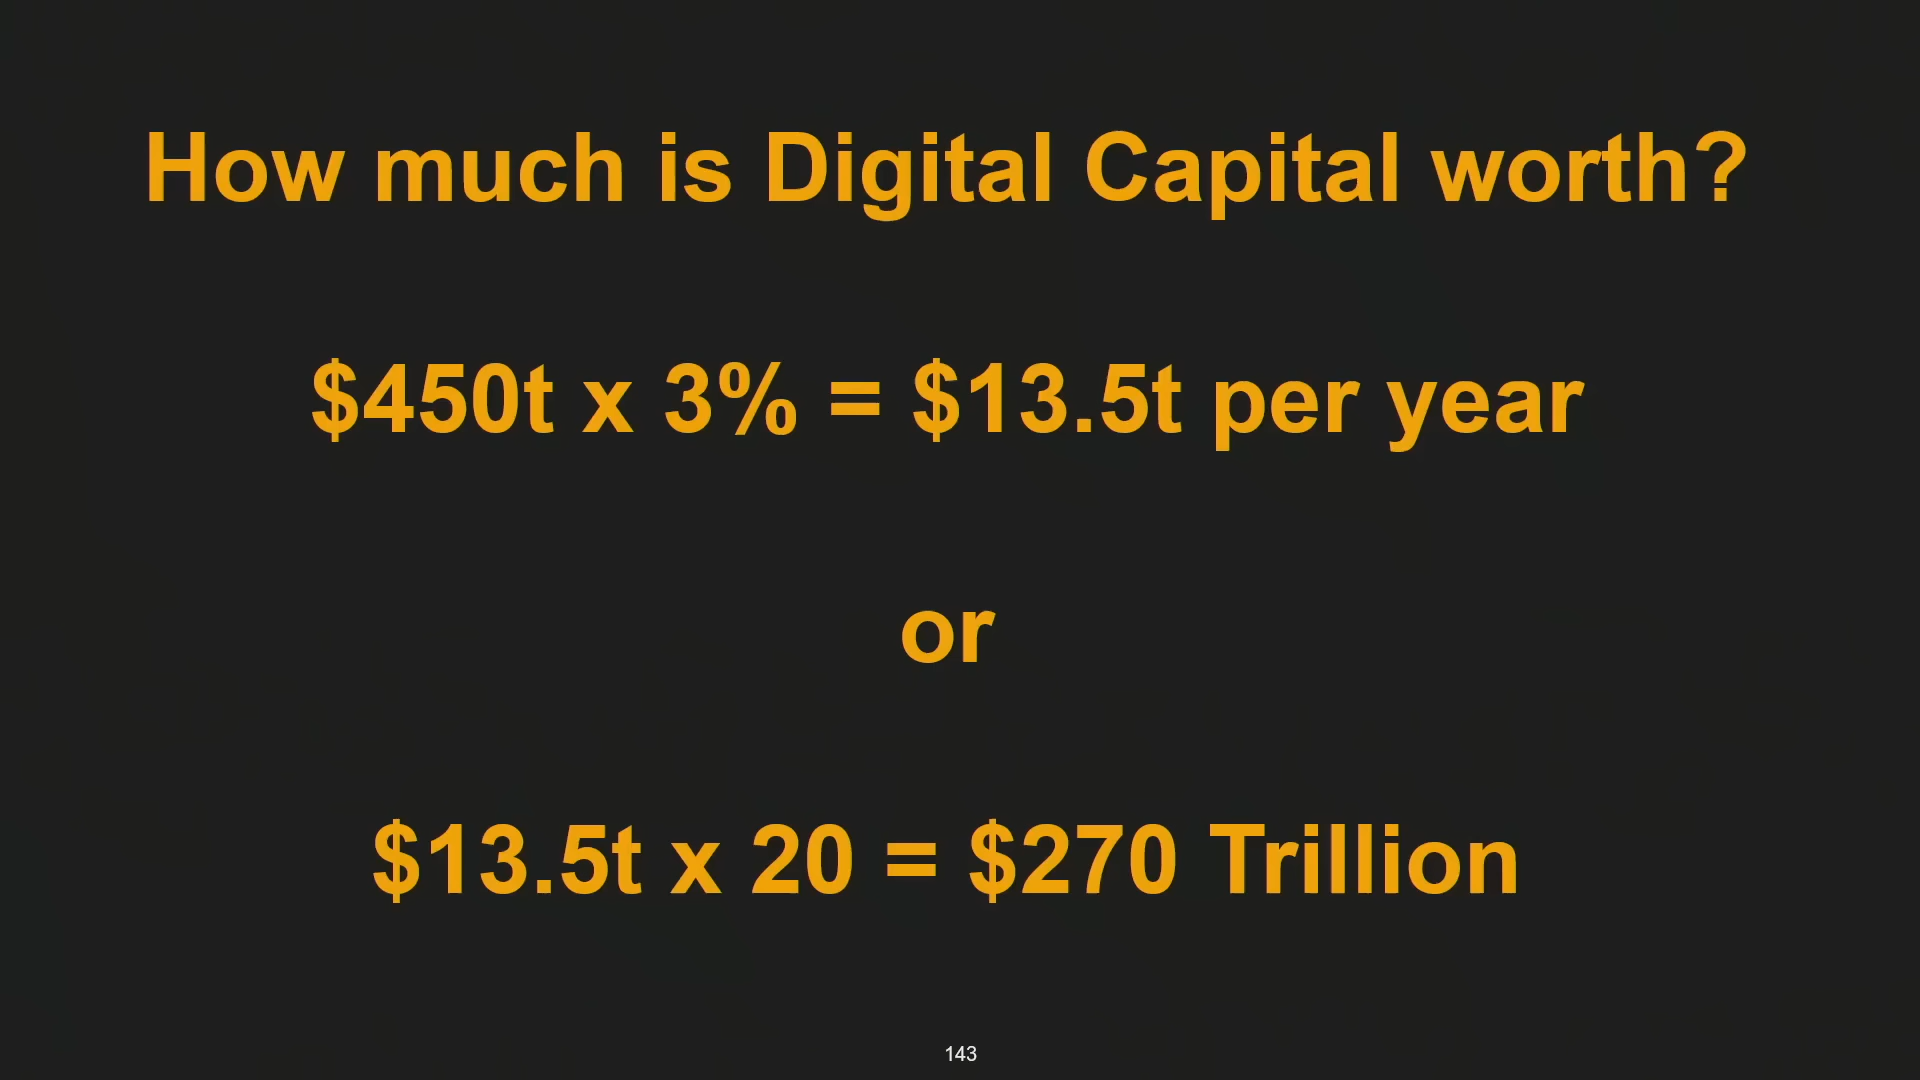 How much is Digital Capital worth?
$450t x 3% = $13.5t per year
or
$13.5t x 20 = $270 Trillion
143